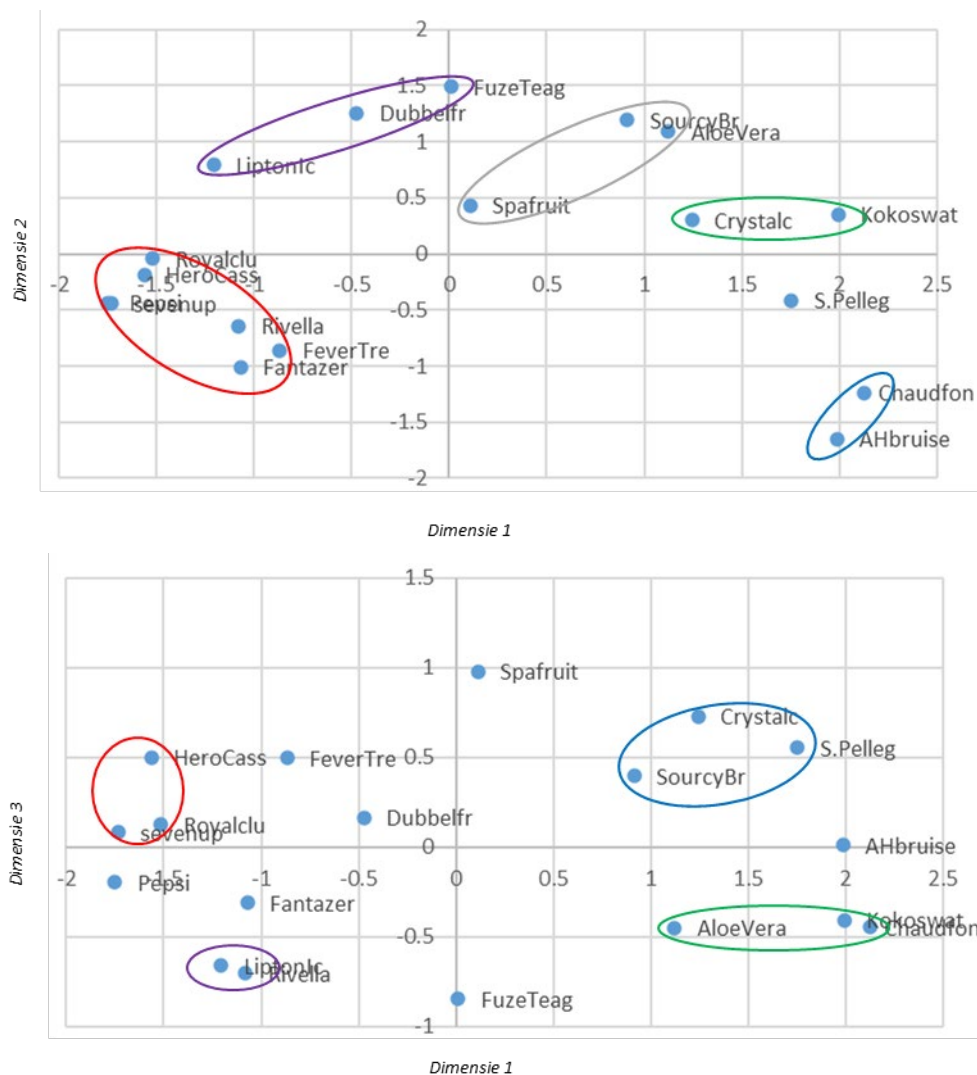 2
1.5 FuzeTeag
Dubbelfr
SourcyBr
AloeVera
1
LiptonIc
0.5
Spafruit
Crystalc
Kokoswat
0
Royalclu
HeroCass
-2 -1.5 -1 -0.5 0 0.5 1 1.5 2 2.5
Pepsi
sevenup
-0.5
S.Pelleg
Rivella
FeverTre
-1
Fantazer
Chaudfon
-1.5
AHbruise
-2
Dimensie 2
Dimensie 1
1.5
1
Spafruit
Crystalc
S.Pelleg
HeroCass FeverTre 0.5
SourcyBr
Royalclu
sevenup
Dubbelfr
0 AHbruise
-2 -1.5 -1 -0.5 0 0.5 1 1.5 2 2.5
Pepsi
Fantazer
Kokoswat
-0.5 AloeVera Chaudfon
LiptonIc
Rivella
FuzeTeag
-1
Dimensie 3
Dimensie 1